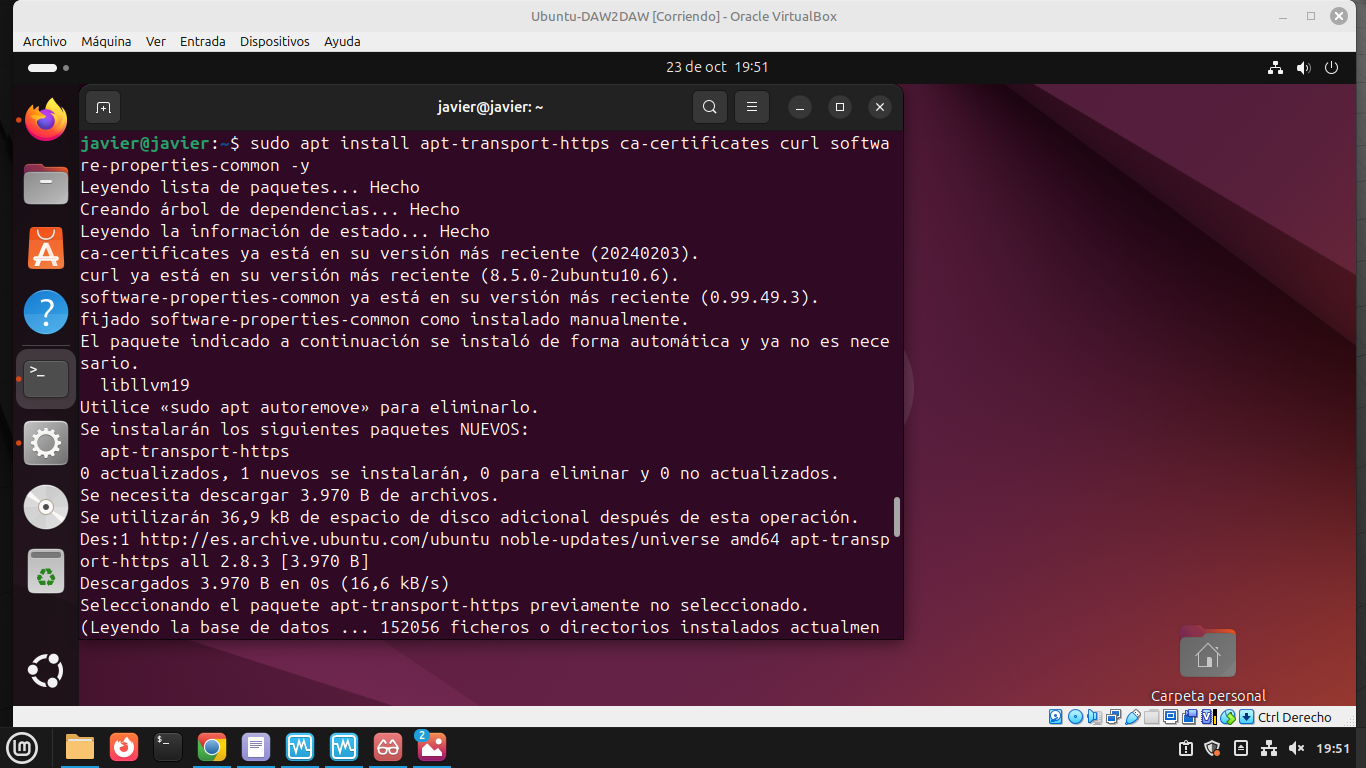 Ubuntu-DAW2DAW [Corriendo] - Oracle VirtualBox
Archivo Máquina Ver Entrada Dispositivos Ayuda
23 de oct 19:51
javier@javier: ~
javier@javier:~$ sudo apt install apt-transport-https ca-certificates curl softwa
re-properties-common -y
Leyendo lista de paquetes... Hecho
Creando árbol de dependencias... Hecho
Leyendo la información de estado... Hecho
ca-certificates ya está en su versión más reciente (20240203).
curl ya está en su versión más reciente (8.5.0-2ubuntu10.6).
software-properties-common ya está en su versión más reciente (0.99.49.3).
fijado software-properties-common como instalado manualmente.
El paquete indicado a continuación se instaló de forma automática y ya no es nece
sario.
  libllvm19
Utilice «sudo apt autoremove» para eliminarlo.
Se instalarán los siguientes paquetes NUEVOS:
  apt-transport-https
0 actualizados, 1 nuevos se instalarán, 0 para eliminar y 0 no actualizados.
Se necesita descargar 3.970 B de archivos.
Se utilizarán 36,9 kB de espacio de disco adicional después de esta operación.
Des:1 http://es.archive.ubuntu.com/ubuntu noble-updates/universe amd64 apt-transp
ort-https all 2.8.3 [3.970 B]
Descargados 3.970 B en 0s (16,6 kB/s)
Seleccionando el paquete apt-transport-https previamente no seleccionado.
(Leyendo la base de datos ... 152056 ficheros o directorios instalados actualmen
Carpeta personal
Ctrl Derecho
2
19:51